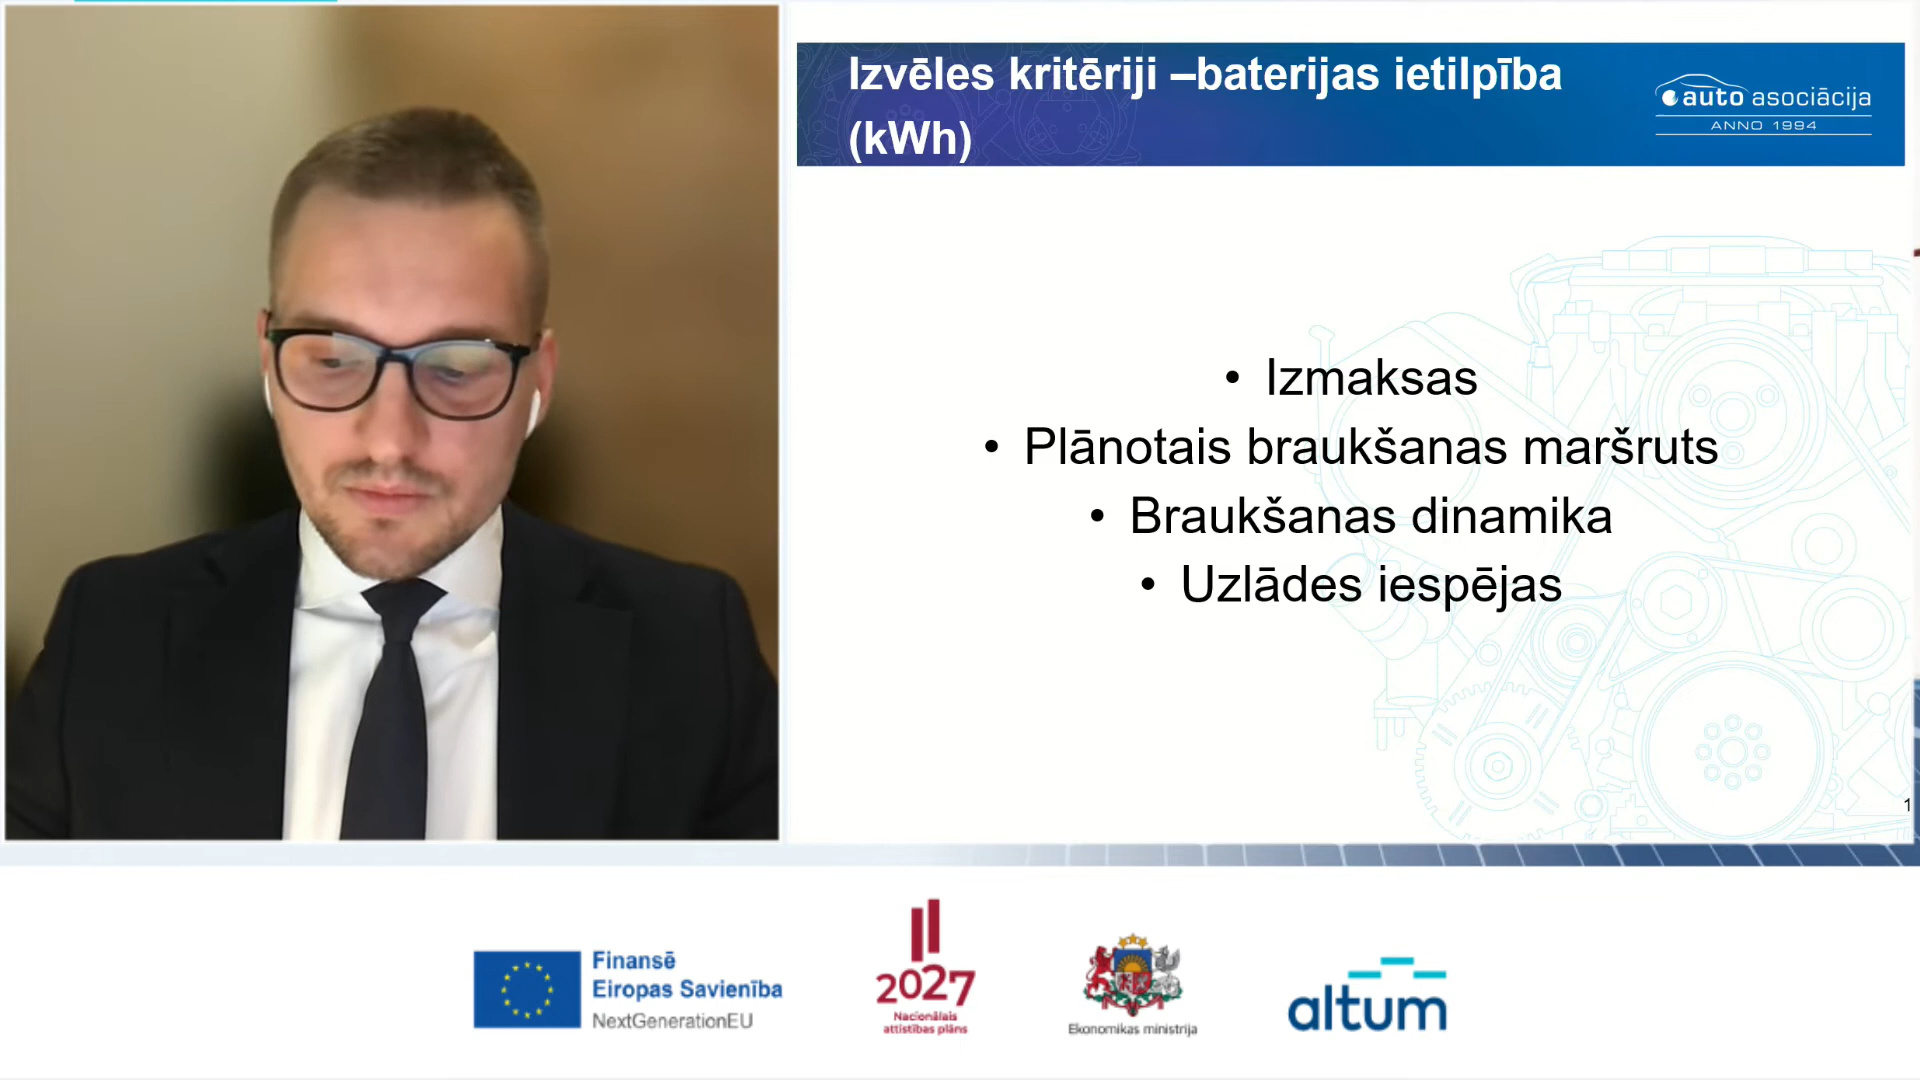 Izvēles kritēriji –baterijas ietilpība
(kWh)
auto asociācija
ANNO 1994
• Izmaksas
• Plānotais braukšanas maršruts
• Braukšanas dinamika
• Uzlādes iespējas
1
Finansē
Eiropas Savienība
NextGenerationEU
2027
Nacionālais
attīstības plāns
Ekonomikas ministrija
altum